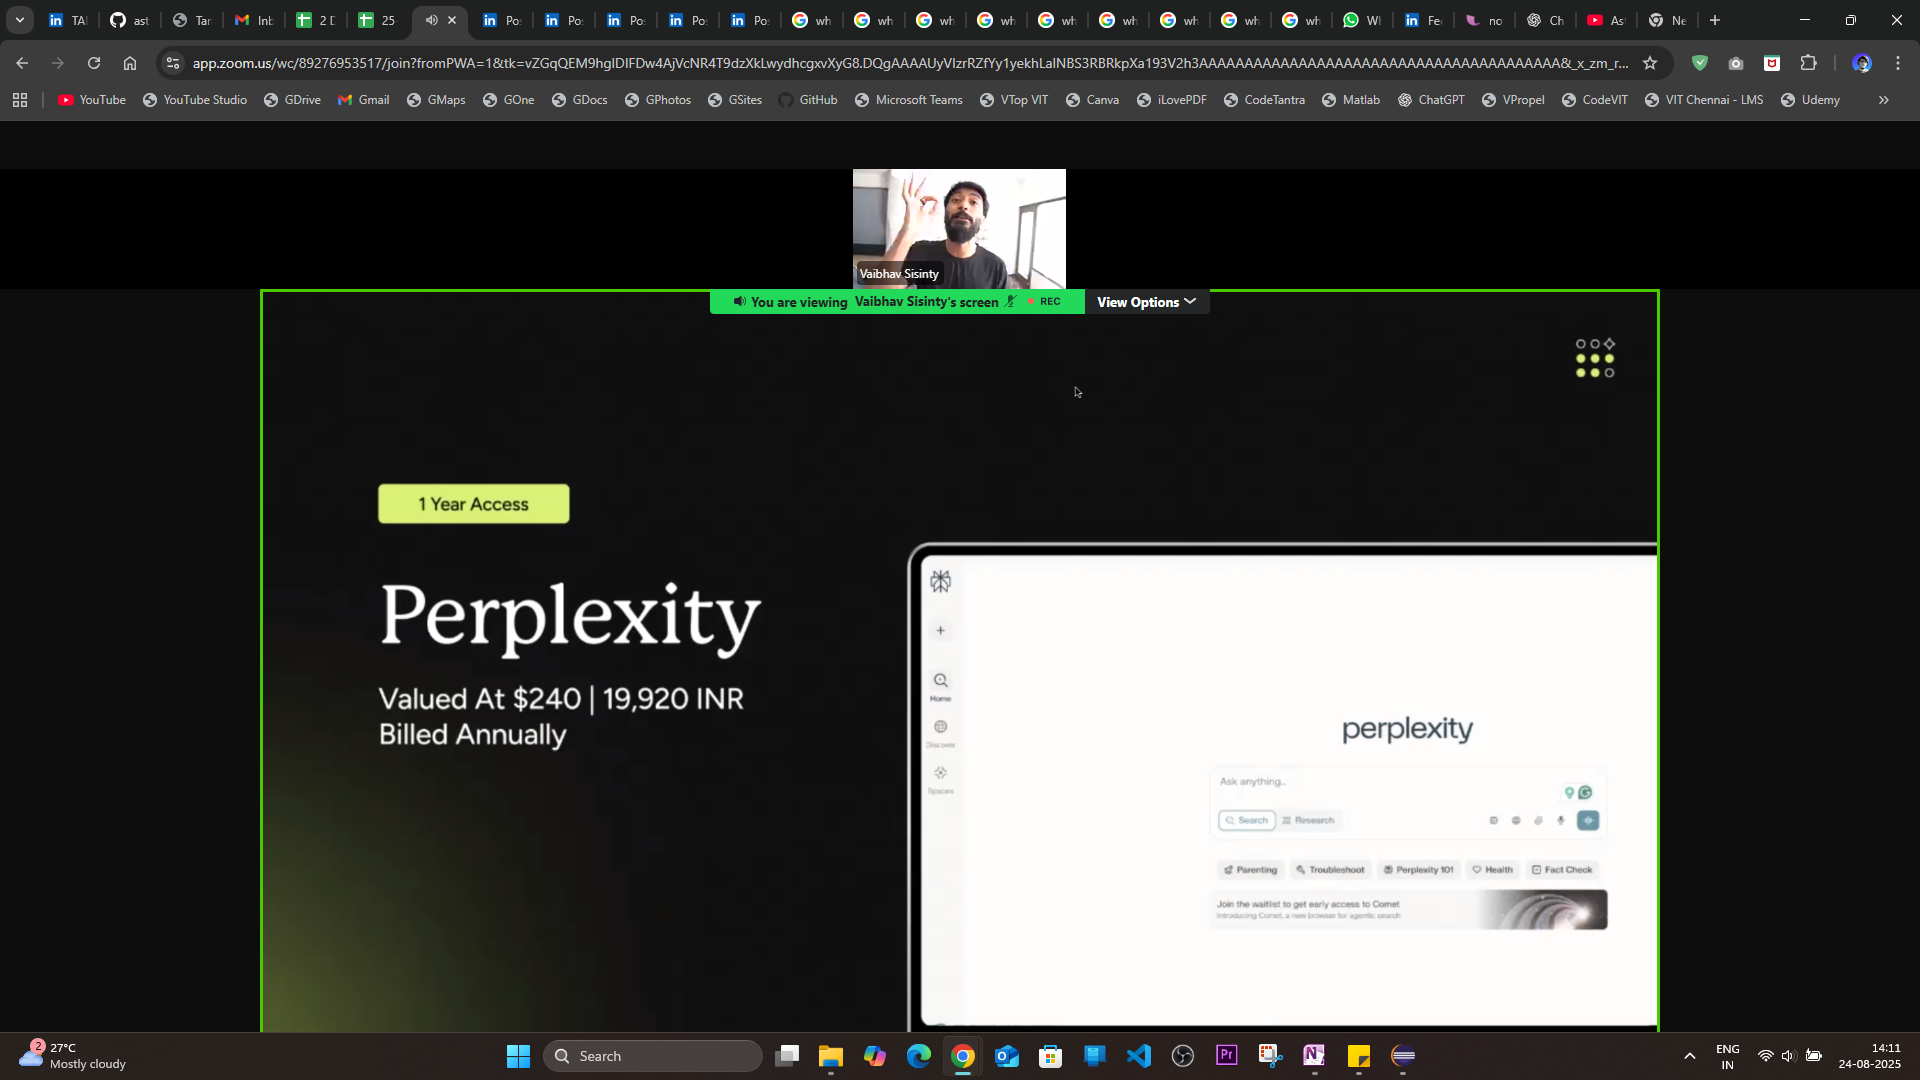 TA
ast
Tar
Inb
2 D
25-
Po:
Po:
Po:
Po:
Po:
wh
wh
wh
wh
wh
wh
wh
wh
wh
Wh
Fee
no
Ch
As
Ne
app.zoom.us/wc/89276953517/join?fromPWA=1&tk=
YouTube
YouTube Studio
GDrive
Gmail
GMaps
GOne
GDocs
GPhotos
GSites
GitHub
Microsoft Teams
VTop VIT
Canva
iLovePDF
CodeTantra
Matlab
ChatGPT
VPropel
CodeVIT
VIT Chennai - LMS
Udemy
Vaibhav Sisinty
You are viewing Vaibhav Sisinty's screen REC View Options
1 Year Access
Perplexity
Valued At $240 | 19,920 INR
Billed Annually
Home
Discover
Spaces
perplexity
Ask anything...
Search Research
Parenting Troubleshoot Perplexity 101 Health Fact Check
Join the waitlist to get early access to Comet
Introducing Comet, a new browser for agentic search
2
27°C
Mostly cloudy
Search
Pr
ENG
IN
14:11
24-08-2025